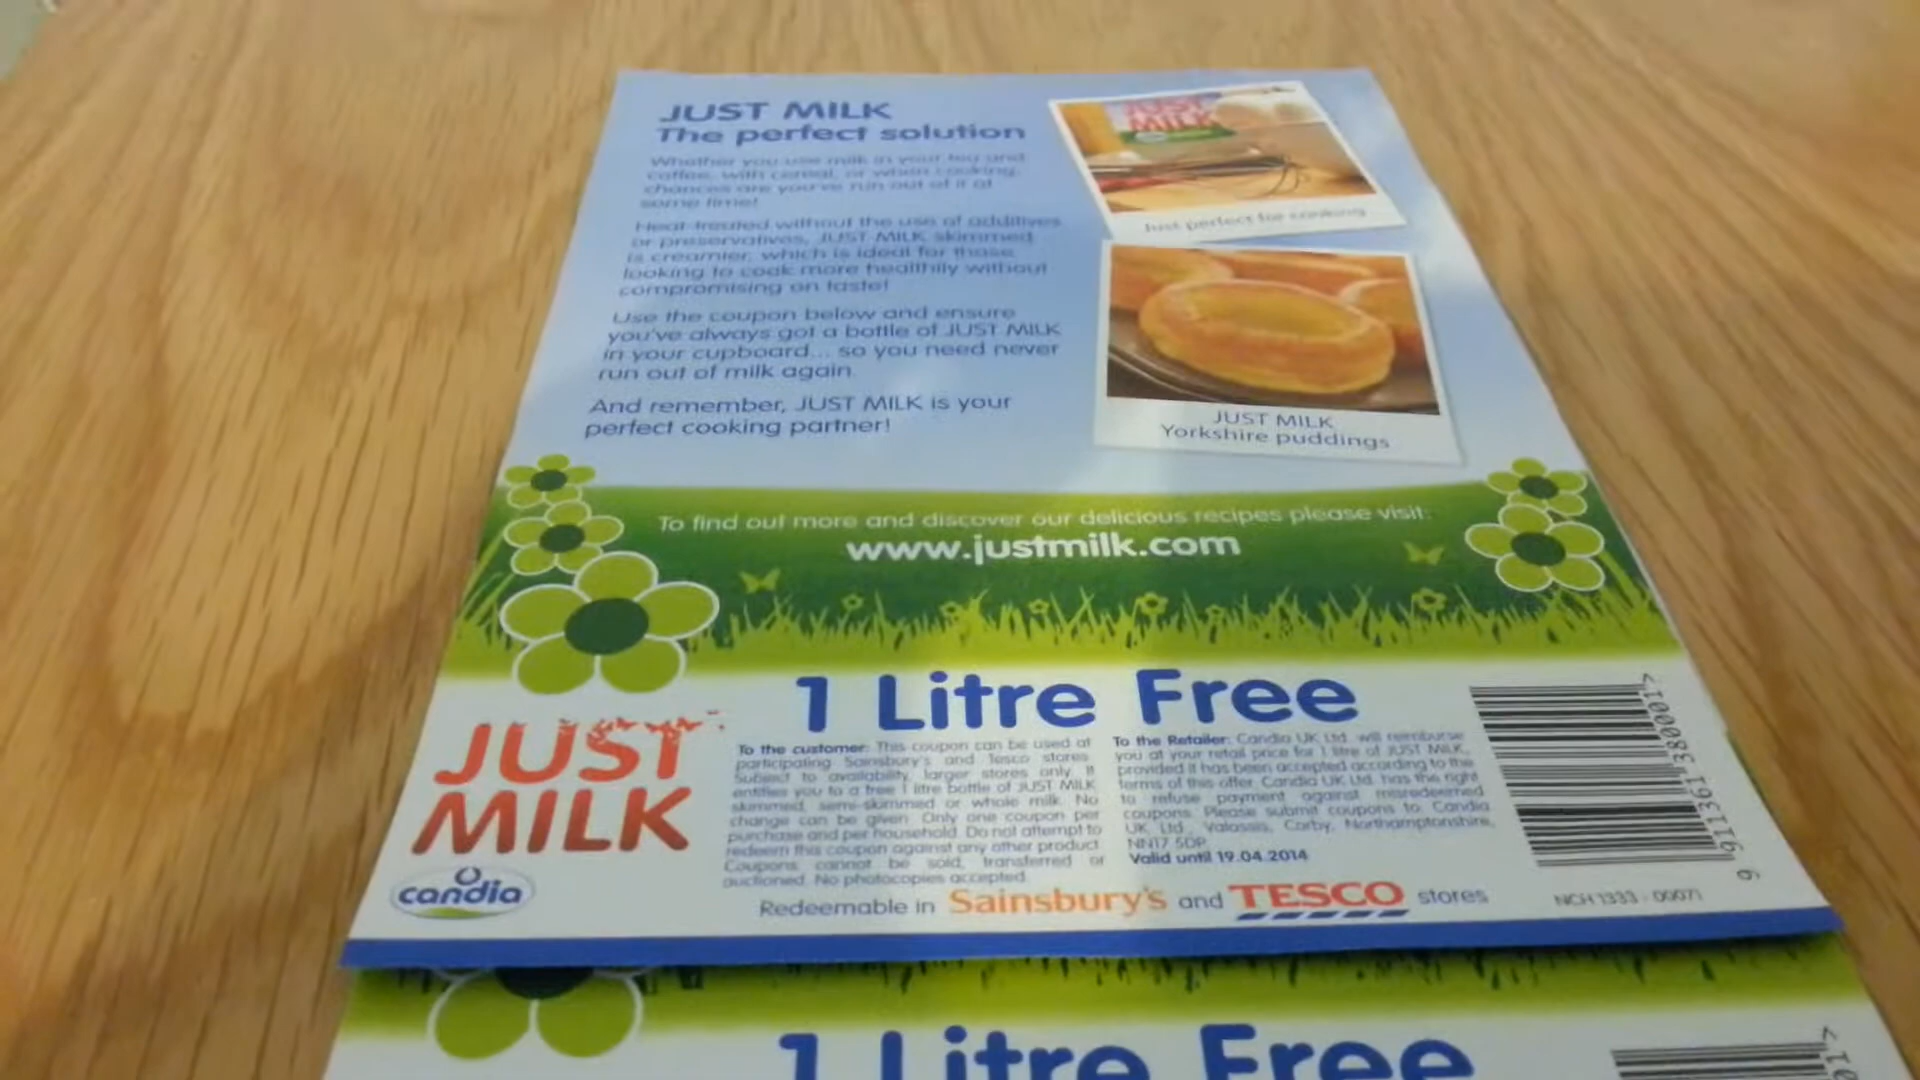 JUST MILK
The perfect solution
Whether you use milk in your tea and
coffee, with cereal, or when cooking,
chances are you've run out of it at
some time!
Heat-treated without the use of additives
or preservatives, JUST MILK skimmed
is creamier, which is ideal for those
looking to cook more healthily without
compromising on taste!
Use the coupon below and ensure
you've always got a bottle of JUST MILK
in your cupboard... so you need never
run out of milk again.
And remember, JUST MILK is your
perfect cooking partner!
JUST
MILK
Just perfect for cooking
JUST MILK
Yorkshire puddings
To find out more and discover our delicious recipes please visit:
www.justmilk.com
1 Litre Free
JUST
MILK
candia
To the customer: This coupon can be used at
participating Sainsbury's and Tesco stores.
Subject to availability, larger stores only. It
entitles you to a free 1 litre bottle of JUST MILK
skimmed, semi-skimmed or whole milk. No
change can be given. Only one coupon per
purchase and per household. Do not attempt to
redeem this coupon against any other product.
Coupons cannot be sold, transferred or
auctioned. No photocopies accepted.
To the Retailer: Candia UK Ltd. will reimburse
you at your retail price for 1 litre of JUST MILK,
provided it has been accepted according to the
terms of this offer. Candia UK Ltd. has the right
to refuse payment against misredeemed
coupons. Please submit coupons to: Candia
UK Ltd., Valassis, Corby, Northamptonshire,
NN17 5DP.
Valid until 19.04.2014
Redeemable in Sainsbury's and TESCO stores
9 911361 380001
NCH 1333 - 00071
1 Litre Free